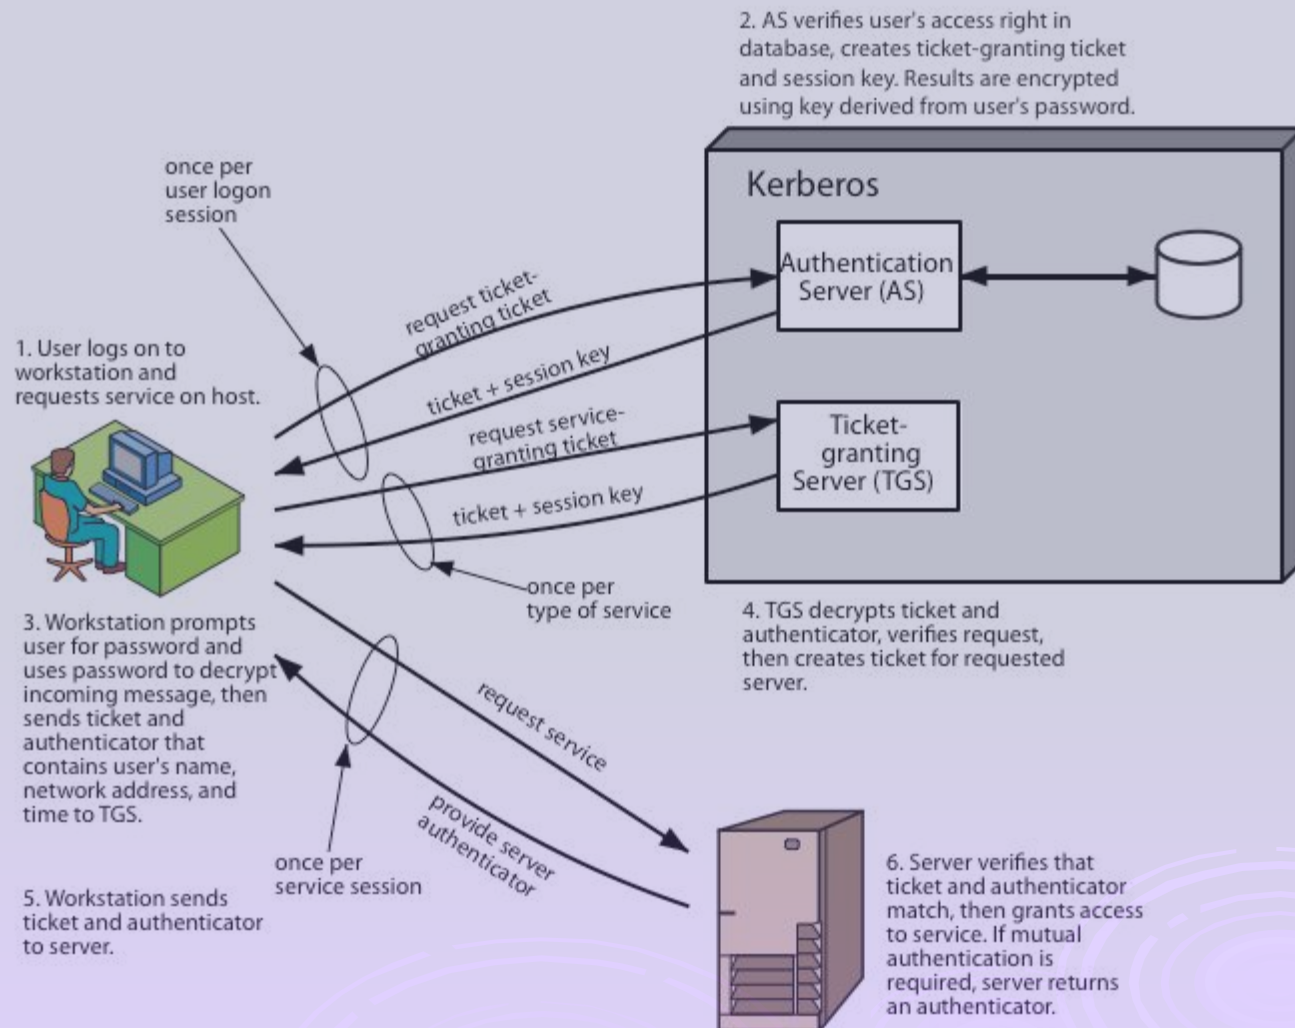 2. AS verifies user's access right in
database, creates ticket-granting ticket
and session key. Results are encrypted
using key derived from user's password.
once per
user logon
session
Kerberos
Authentication
Server (AS)
request ticket-
granting ticket
1. User logs on to
workstation and
requests service on host.
ticket + session key
request service-
granting ticket
Ticket-
granting
Server (TGS)
ticket + session key
once per
type of service
3. Workstation prompts
user for password and
uses password to decrypt
incoming message, then
sends ticket and
authenticator that
contains user's name,
network address, and
time to TGS.
4. TGS decrypts ticket and
authenticator, verifies request,
then creates ticket for requested
server.
request service
provide server
authenticator
once per
service session
5. Workstation sends
ticket and authenticator
to server.
6. Server verifies that
ticket and authenticator
match, then grants access
to service. If mutual
authentication is
required, server returns
an authenticator.